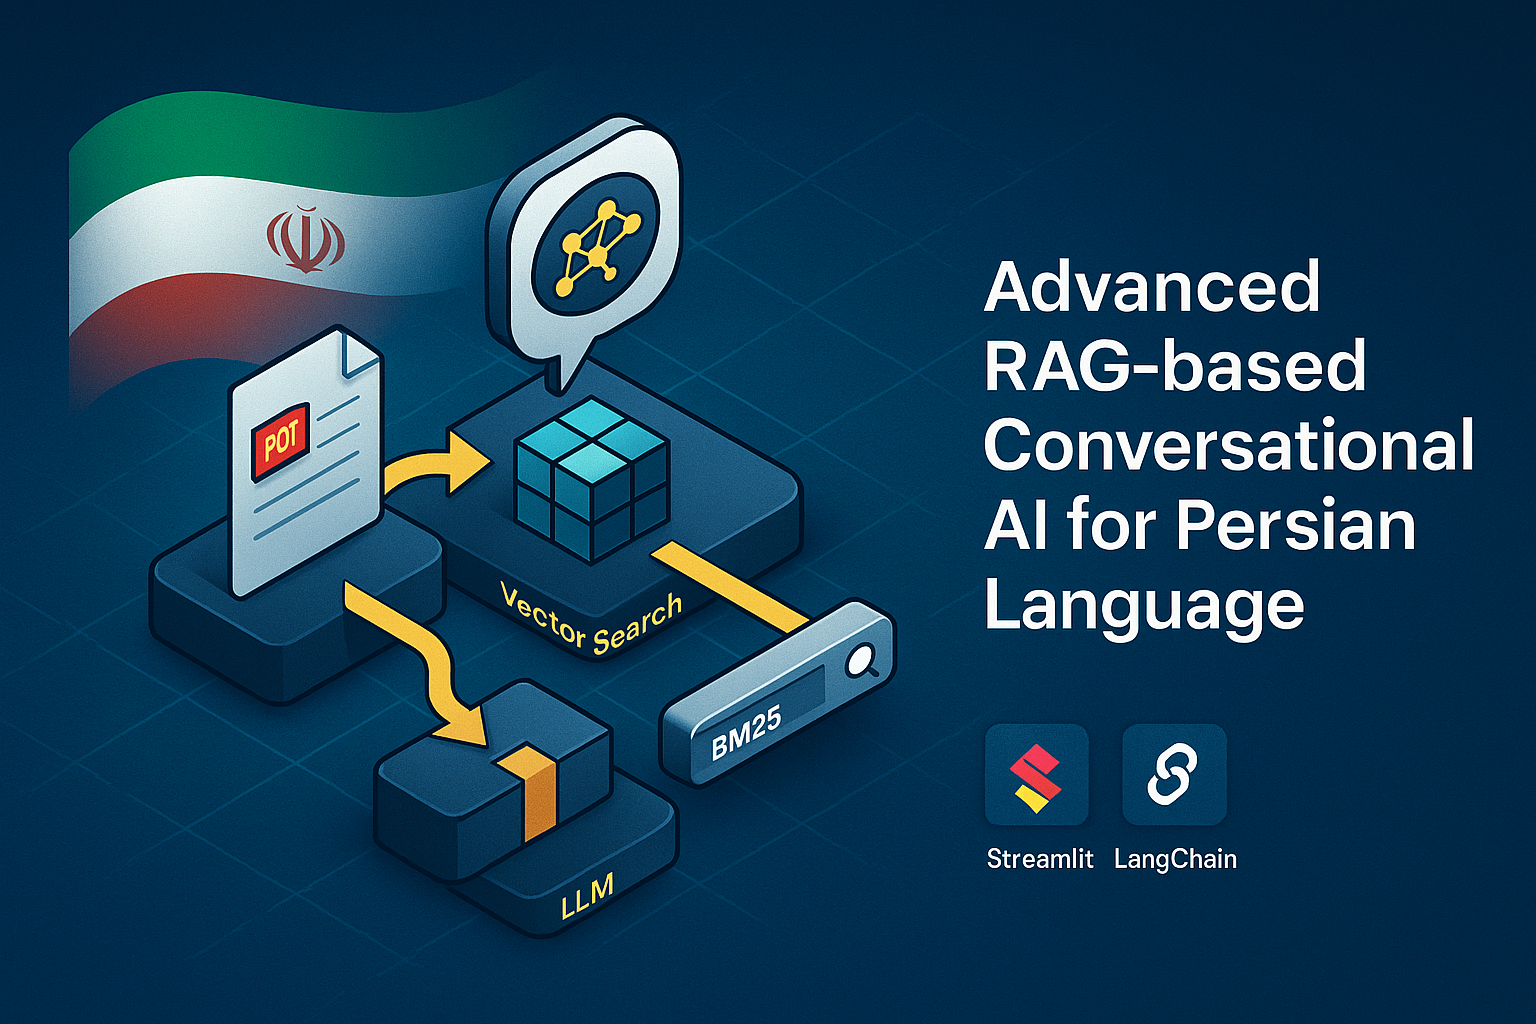 Advanced
RAG-based
Conversational
AI for Persian
Language
POT
Vector Search
BM25
LLM
Streamlit
LangChain